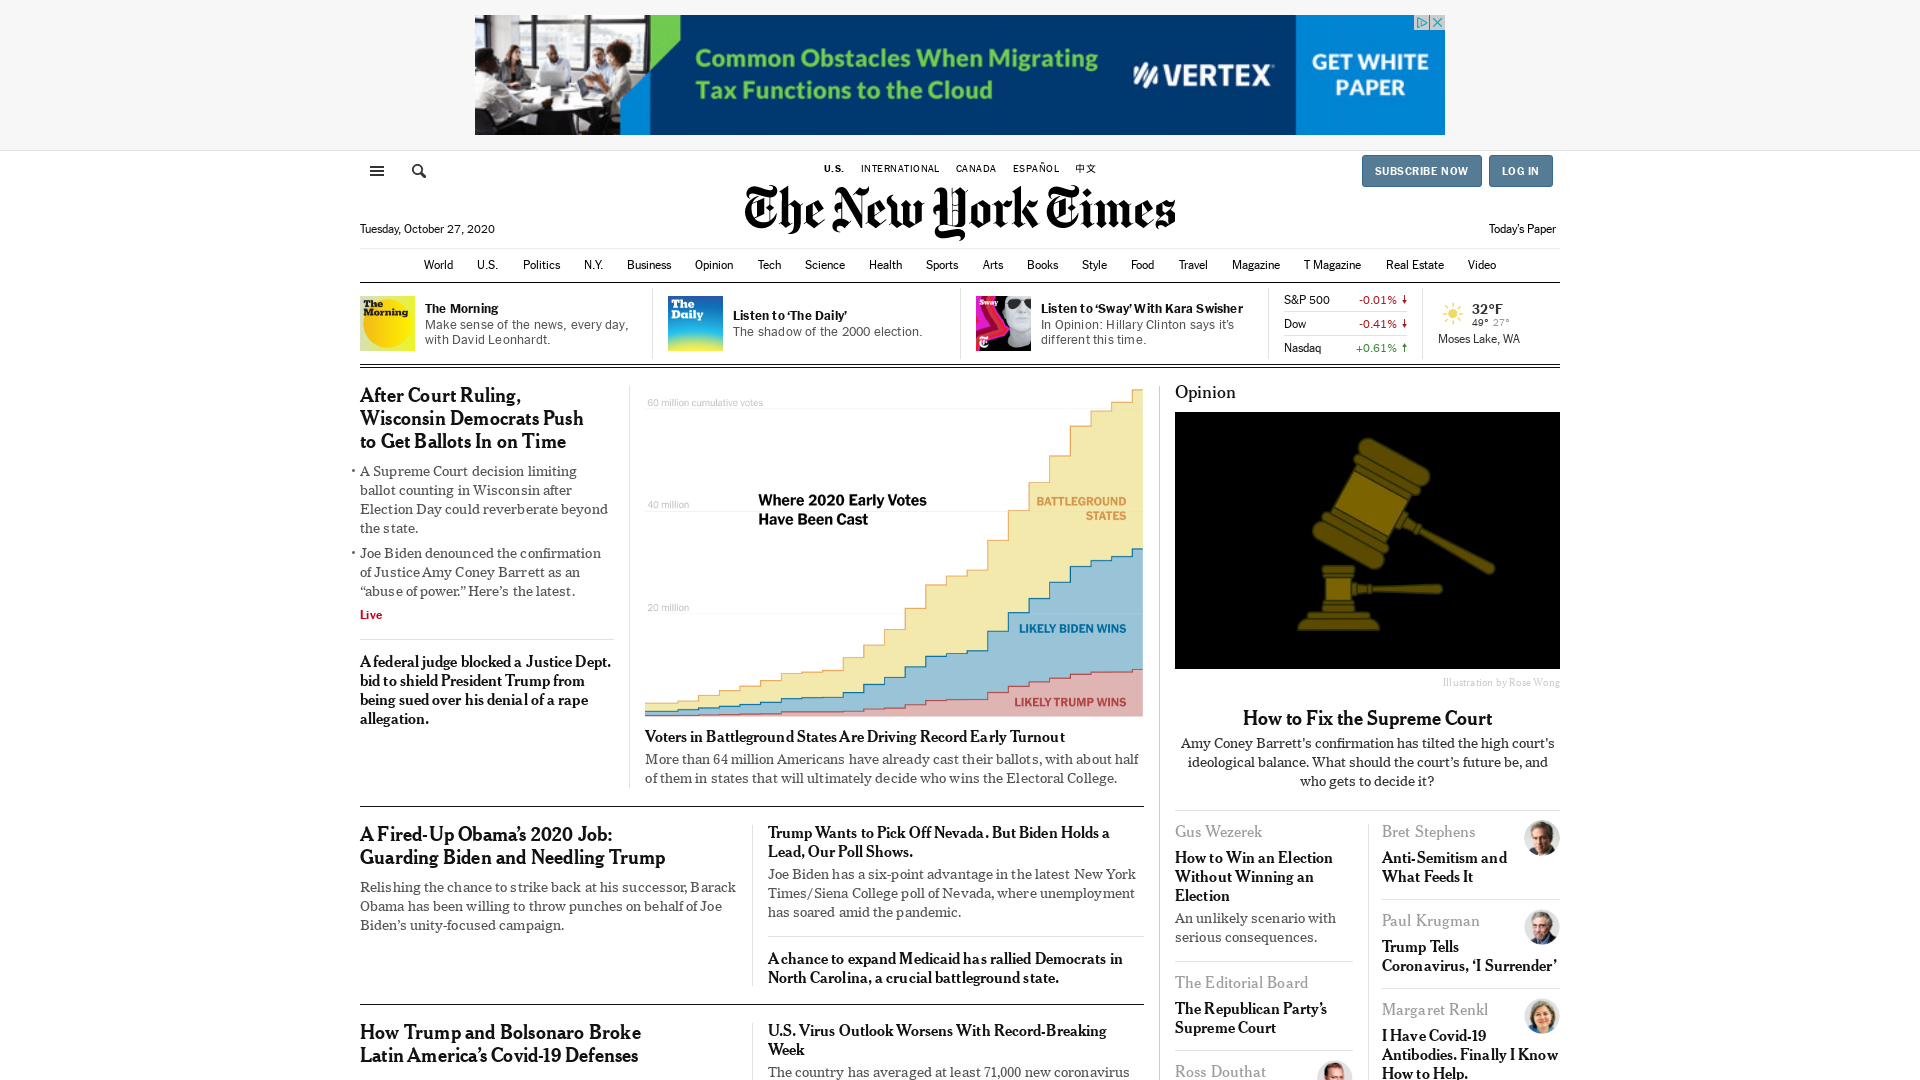 Common Obstacles When Migrating
Tax Functions to the Cloud
VERTEX
GET WHITE
PAPER
U.S. INTERNATIONAL CANADA ESPAÑOL 中文
SUBSCRIBE NOW LOG IN
The New York Times
Tuesday, October 27, 2020
Today's Paper
World U.S. Politics N.Y. Business Opinion Tech Science Health Sports Arts Books Style Food Travel Magazine T Magazine Real Estate Video
The
Morning
The Morning
Make sense of the news, every day,
with David Leonhardt.
The
Daily
Listen to ‘The Daily’
The shadow of the 2000 election.
Sway
Listen to ‘Sway’ With Kara Swisher
In Opinion: Hillary Clinton says it’s
different this time.
S&P 500 -0.01%
Dow -0.41%
Nasdaq +0.61%
32°F
49° 27°
Moses Lake, WA
After Court Ruling,
Wisconsin Democrats Push
to Get Ballots In on Time
• A Supreme Court decision limiting
ballot counting in Wisconsin after
Election Day could reverberate beyond
the state.
• Joe Biden denounced the confirmation
of Justice Amy Coney Barrett as an
“abuse of power.” Here’s the latest.
Live
A federal judge blocked a Justice Dept.
bid to shield President Trump from
being sued over his denial of a rape
allegation.
60 million cumulative votes
40 million
20 million
Where 2020 Early Votes
Have Been Cast
BATTLEGROUND
STATES
LIKELY BIDEN WINS
LIKELY TRUMP WINS
Voters in Battleground States Are Driving Record Early Turnout
More than 64 million Americans have already cast their ballots, with about half
of them in states that will ultimately decide who wins the Electoral College.
A Fired-Up Obama’s 2020 Job:
Guarding Biden and Needling Trump
Relishing the chance to strike back at his successor, Barack
Obama has been willing to throw punches on behalf of Joe
Biden’s unity-focused campaign.
Trump Wants to Pick Off Nevada. But Biden Holds a
Lead, Our Poll Shows.
Joe Biden has a six-point advantage in the latest New York
Times/Siena College poll of Nevada, where unemployment
has soared amid the pandemic.
A chance to expand Medicaid has rallied Democrats in
North Carolina, a crucial battleground state.
How Trump and Bolsonaro Broke
Latin America’s Covid-19 Defenses
U.S. Virus Outlook Worsens With Record-Breaking
Week
The country has averaged at least 71,000 new coronavirus
Opinion
Illustration by Rose Wong
How to Fix the Supreme Court
Amy Coney Barrett's confirmation has tilted the high court's
ideological balance. What should the court’s future be, and
who gets to decide it?
Gus Wezerek
How to Win an Election
Without Winning an
Election
An unlikely scenario with
serious consequences.
The Editorial Board
The Republican Party’s
Supreme Court
Ross Douthat
Bret Stephens
Anti-Semitism and
What Feeds It
Paul Krugman
Trump Tells
Coronavirus, ‘I Surrender’
Margaret Renkl
I Have Covid-19
Antibodies. Finally I Know
How to Help.